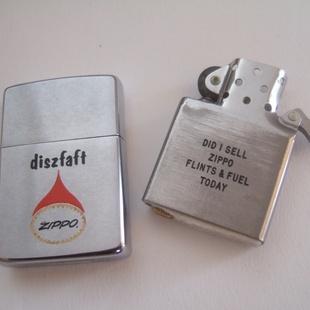 diszfaft
ZIPPO
DID I SELL
ZIPPO
FLINTS & FUEL
TODAY